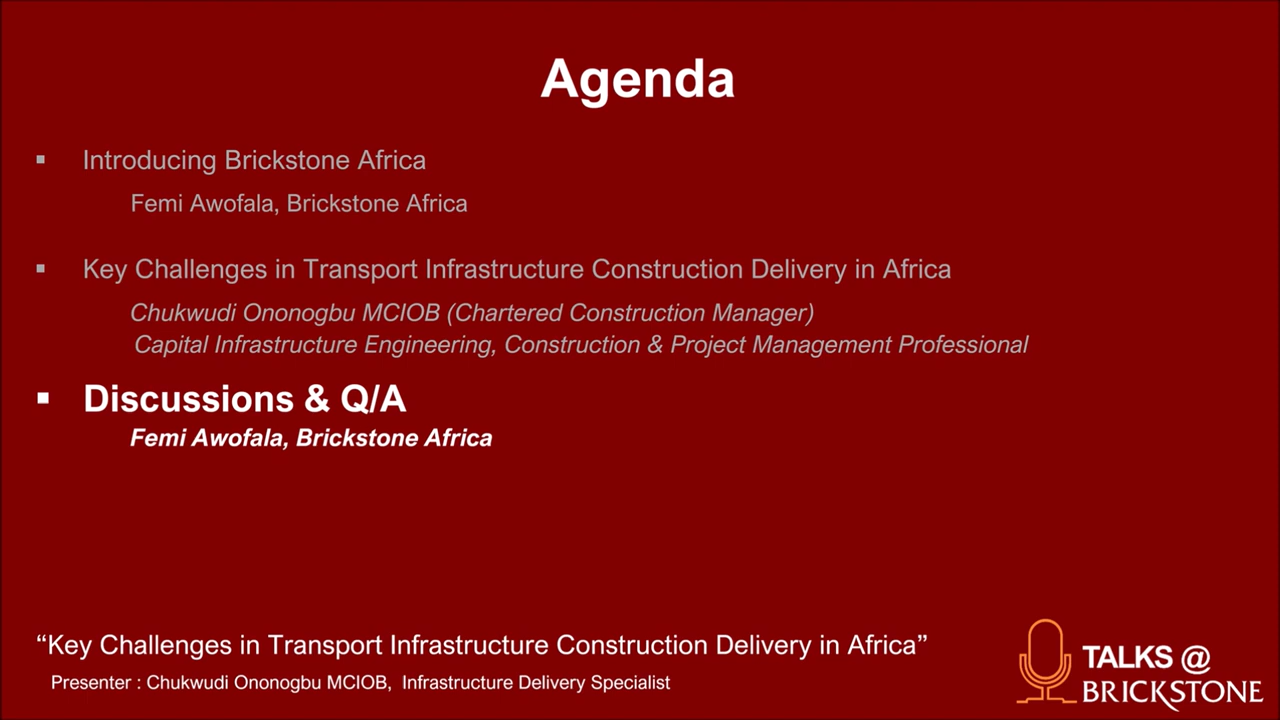 Agenda
▪ Introducing Brickstone Africa
Femi Awofala, Brickstone Africa
▪ Key Challenges in Transport Infrastructure Construction Delivery in Africa
Chukwudi Ononogbu MCIOB (Chartered Construction Manager)
Capital Infrastructure Engineering, Construction & Project Management Professional
▪ Discussions & Q/A
Femi Awofala, Brickstone Africa
“Key Challenges in Transport Infrastructure Construction Delivery in Africa”
Presenter : Chukwudi Ononogbu MCIOB, Infrastructure Delivery Specialist
TALKS @
BRICKSTONE